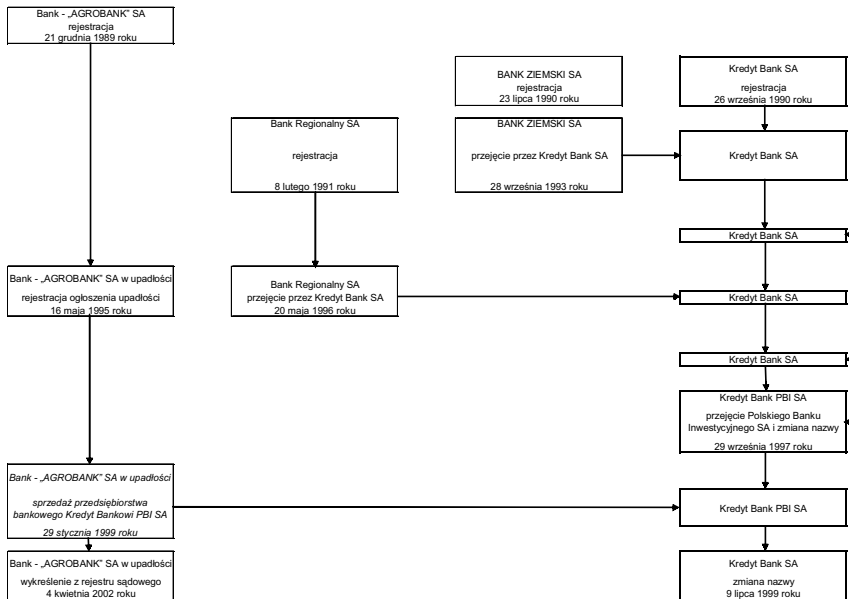 Bank - „AGROBANK” SA
rejestracja
21 grudnia 1989 roku
BANK ZIEMSKI SA
rejestracja
23 lipca 1990 roku
Kredyt Bank SA
rejestracja
26 września 1990 roku
Bank Regionalny SA
rejestracja
8 lutego 1991 roku
BANK ZIEMSKI SA
przejęcie przez Kredyt Bank SA
28 września 1993 roku
Kredyt Bank SA
Kredyt Bank SA
Bank - „AGROBANK” SA w upadłości
rejestracja ogłoszenia upadłości
16 maja 1995 roku
Bank Regionalny SA
przejęcie przez Kredyt Bank SA
20 maja 1996 roku
Kredyt Bank SA
Kredyt Bank SA
Kredyt Bank PBI SA
przejęcie Polskiego Banku
Inwestycyjnego SA i zmiana nazwy
29 września 1997 roku
Bank - „AGROBANK” SA w upadłości
sprzedaż przedsiębiorstwa
bankowego Kredyt Bankowi PBI SA
29 stycznia 1999 roku
Kredyt Bank PBI SA
Bank - „AGROBANK” SA w upadłości
wykreślenie z rejestru sądowego
4 kwietnia 2002 roku
Kredyt Bank SA
zmiana nazwy
9 lipca 1999 roku